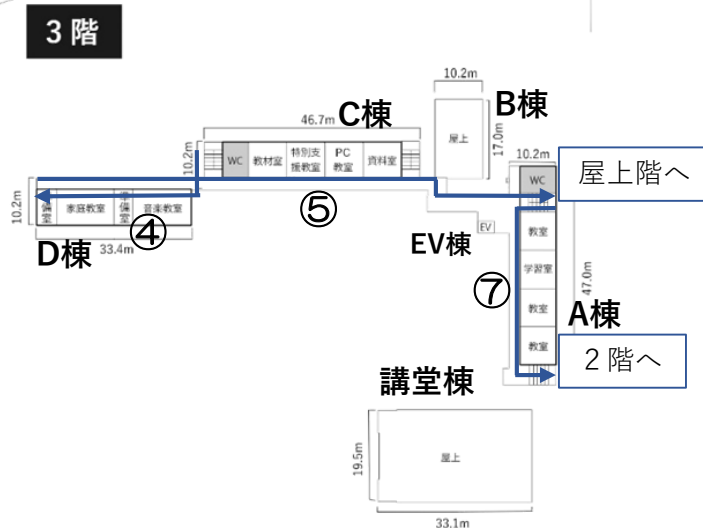 3階
10.2m
B棟
C棟
46.7m
屋上
17.0m
10.2m
10.2m
WC
教材室
特別支
援教室
PC
教室
資料室
WC
屋上階へ
10.2m
備室
家庭教室
準備室
音楽教室
④
⑤
33.4m
D棟
EV
EV棟
教室
学習室
⑦
47.0m
教室
A棟
教室
2階へ
講堂棟
19.5m
屋上
33.1m